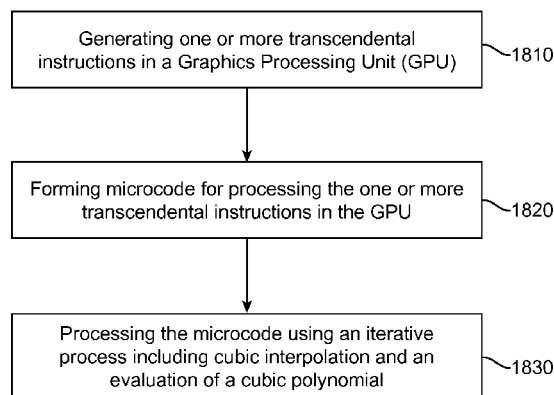 Generating one or more transcendental
instructions in a Graphics Processing Unit (GPU)
1810
Forming microcode for processing the one or more
transcendental instructions in the GPU
1820
Processing the microcode using an iterative
process including cubic interpolation and an
evaluation of a cubic polynomial
1830